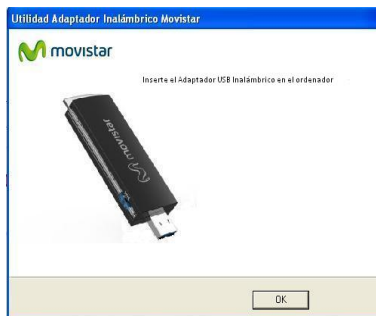 Utilidad Adaptador Inalámbrico Movistar
movistar
Inserte el Adaptador USB Inalámbrico en el ordenador
movistar
OK